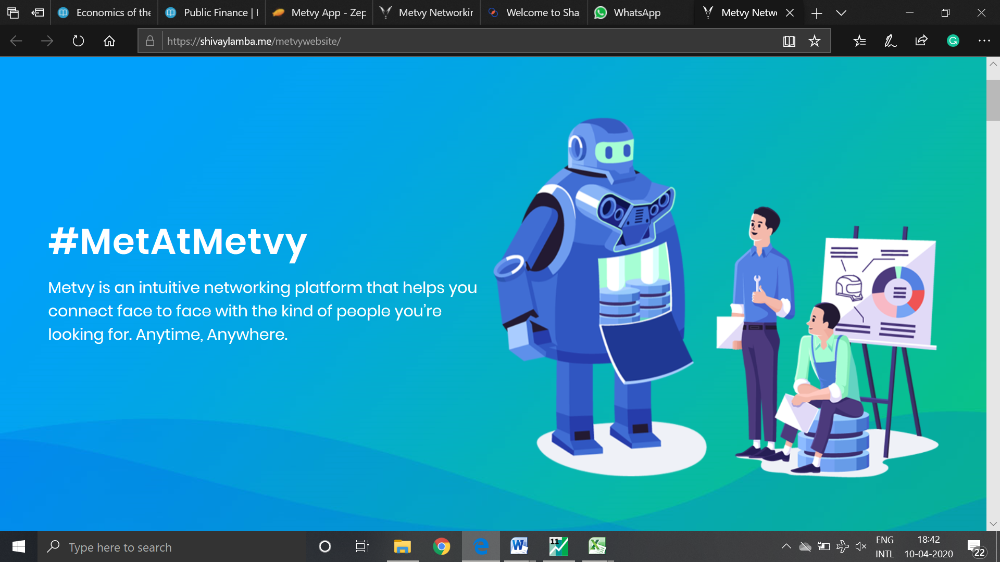 Economics of the
Public Finance | I
Metvy App - Zep
Metvy Networkin
Welcome to Sha
WhatsApp
Metvy Netw
https://shivaylamba.me/metvywebsite/
#MetAtMetvy
Metvy is an intuitive networking platform that helps you
connect face to face with the kind of people you’re
looking for. Anytime, Anywhere.
Type here to search
11
ENG
INTL
18:42
10-04-2020
22